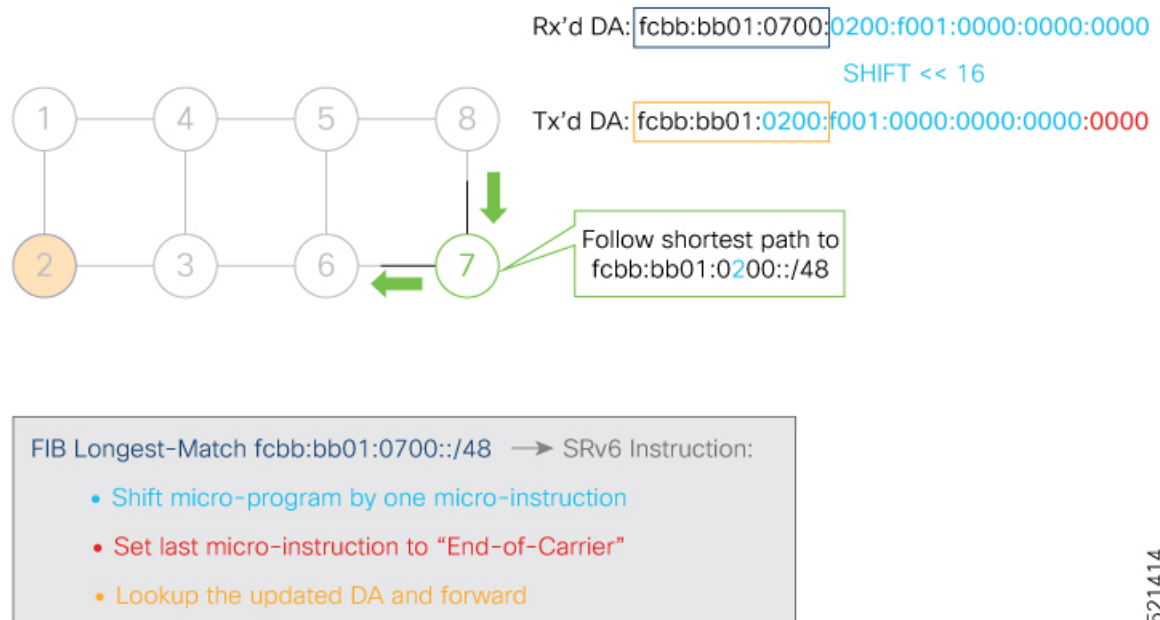 Rx'd DA: fcbb:bb01:0700:0200:f001:0000:0000:0000
SHIFT << 16
Tx'd DA: fcbb:bb01:0200:f001:0000:0000:0000:0000
1
4
5
8
2
3
6
7
Follow shortest path to
fcbb:bb01:0200::/48
FIB Longest-Match fcbb:bb01:0700::/48 → SRv6 Instruction:
• Shift micro-program by one micro-instruction
• Set last micro-instruction to “End-of-Carrier”
• Lookup the updated DA and forward
521414